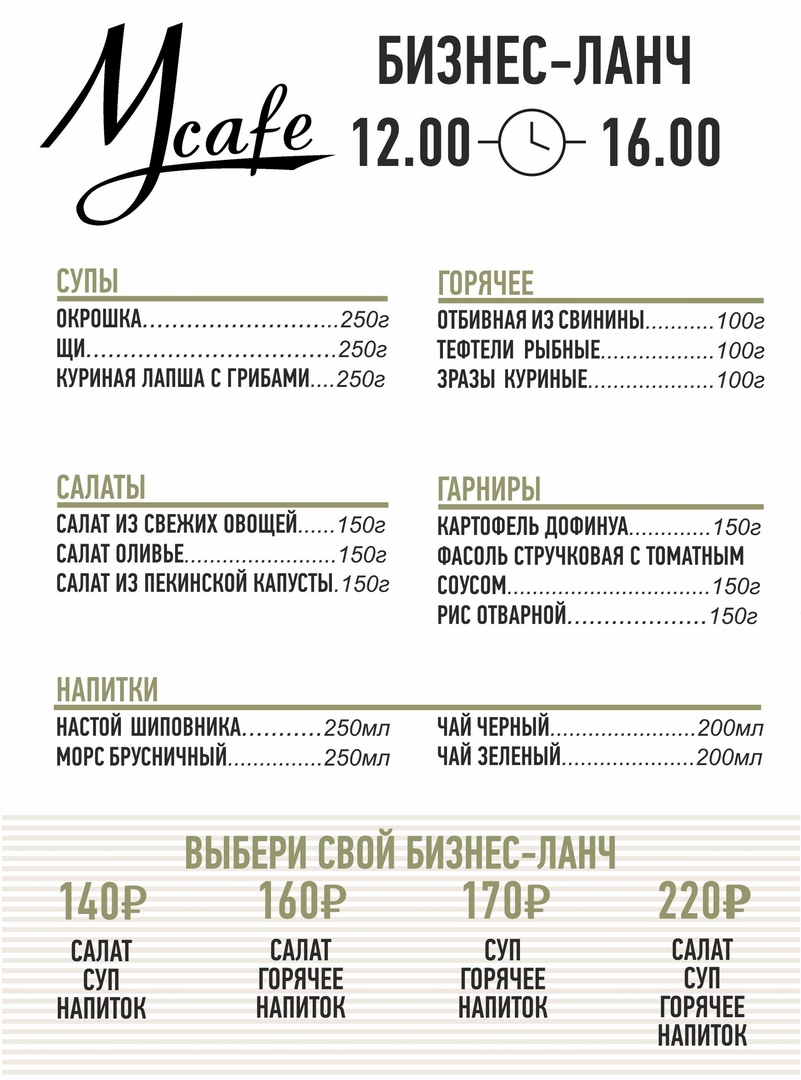 Mcafe
БИЗНЕС-ЛАНЧ
12.00 16.00
СУПЫ
ОКРОШКА...........................250г
ЩИ..................................250г
КУРИНАЯ ЛАПША С ГРИБАМИ....250г
ГОРЯЧЕЕ
ОТБИВНАЯ ИЗ СВИНИНЫ...........100г
ТЕФТЕЛИ РЫБНЫЕ..................100г
ЗРАЗЫ КУРИНЫЕ....................100г
САЛАТЫ
САЛАТ ИЗ СВЕЖИХ ОВОЩЕЙ......150г
САЛАТ ОЛИВЬЕ........................150г
САЛАТ ИЗ ПЕКИНСКОЙ КАПУСТЫ.150г
ГАРНИРЫ
КАРТОФЕЛЬ ДОФИНУА.............150г
ФАСОЛЬ СТРУЧКОВАЯ С ТОМАТНЫМ
СОУСОМ................................150г
РИС ОТВАРНОЙ...................150г
НАПИТКИ
НАСТОЙ ШИПОВНИКА...........250мл
МОРС БРУСНИЧНЫЙ...............250мл
ЧАЙ ЧЕРНЫЙ.......................200мл
ЧАЙ ЗЕЛЕНЫЙ.....................200мл
ВЫБЕРИ СВОЙ БИЗНЕС-ЛАНЧ
140₽
САЛАТ
СУП
НАПИТОК
160₽
САЛАТ
ГОРЯЧЕЕ
НАПИТОК
170₽
СУП
ГОРЯЧЕЕ
НАПИТОК
220₽
САЛАТ
СУП
ГОРЯЧЕЕ
НАПИТОК